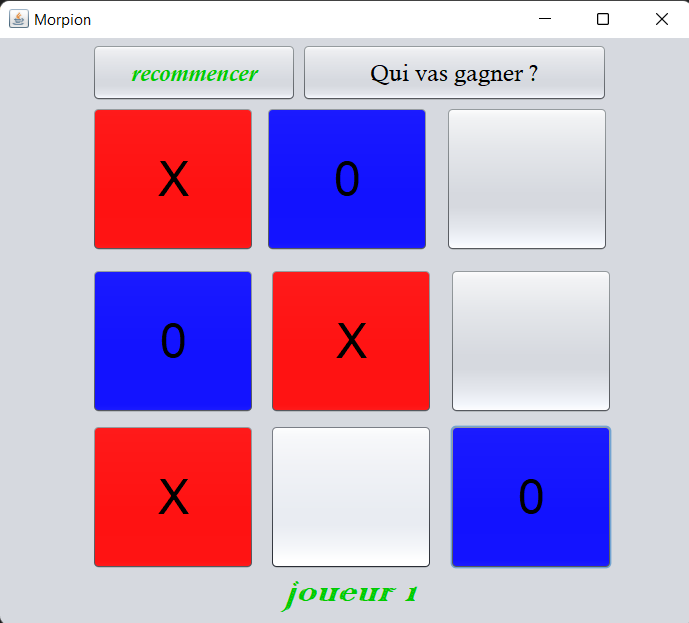 Morpion
recommencer Qui vas gagner ?
X 0
0 X
X 0
joueur 1